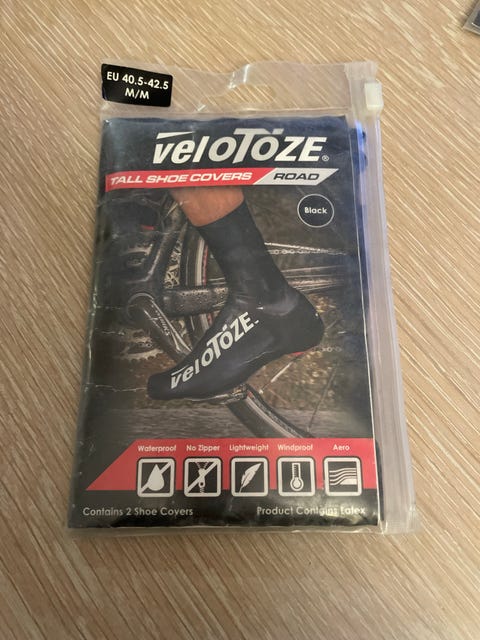 EU 40.5-42.5
M/M
veloToze®
TALL SHOE COVERS ROAD
Black
veloToze™
Waterproof No Zipper Lightweight Windproof Aero
Contains 2 Shoe Covers Product Contains Latex